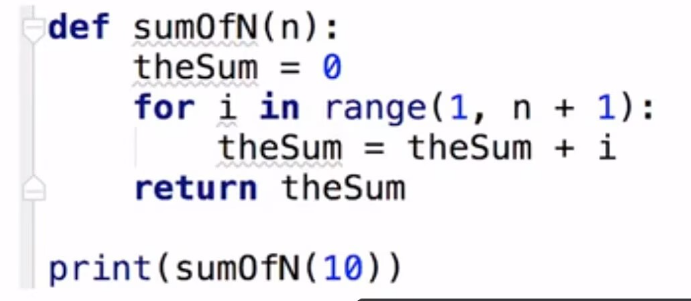 def sumOfN(n):
    theSum = 0
    for i in range(1, n + 1):
        theSum = theSum + i
    return theSum

print(sumOfN(10))